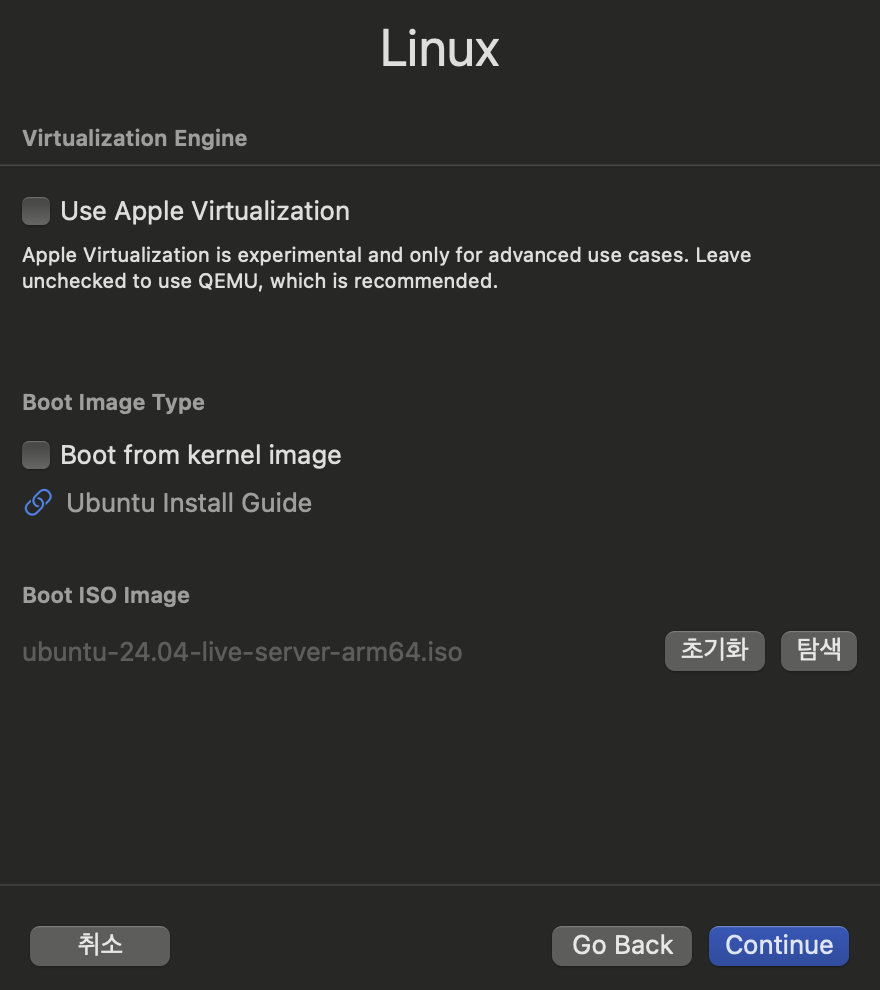 Linux
Virtualization Engine
Use Apple Virtualization
Apple Virtualization is experimental and only for advanced use cases. Leave
unchecked to use QEMU, which is recommended.
Boot Image Type
Boot from kernel image
Ubuntu Install Guide
Boot ISO Image
ubuntu-24.04-live-server-arm64.iso 초기화 탐색
취소 Go Back Continue